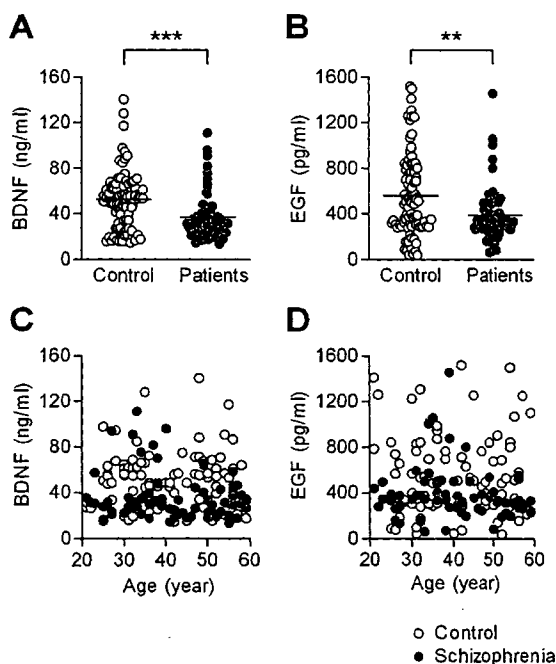 A
B
***
**
BDNF (ng/ml)
160
120
80
40
0
Control
Patients
EGF (pg/ml)
1600
1200
800
400
0
Control
Patients
C
D
BDNF (ng/ml)
160
120
80
40
0
20 30 40 50 60
Age (year)
EGF (pg/ml)
1600
1200
800
400
0
20 30 40 50 60
Age (year)
Control
Schizophrenia